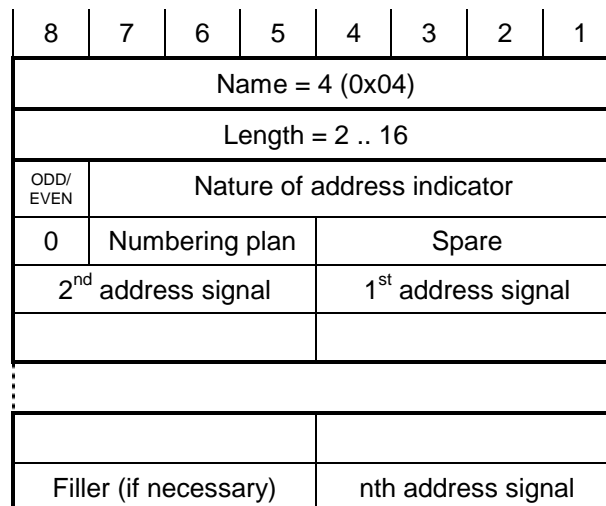 8 7 6 5 4 3 2 1
Name = 4 (0x04)
Length = 2 .. 16
ODD/ EVEN Nature of address indicator
0 Numbering plan Spare
2nd address signal 1st address signal
Filler (if necessary) nth address signal